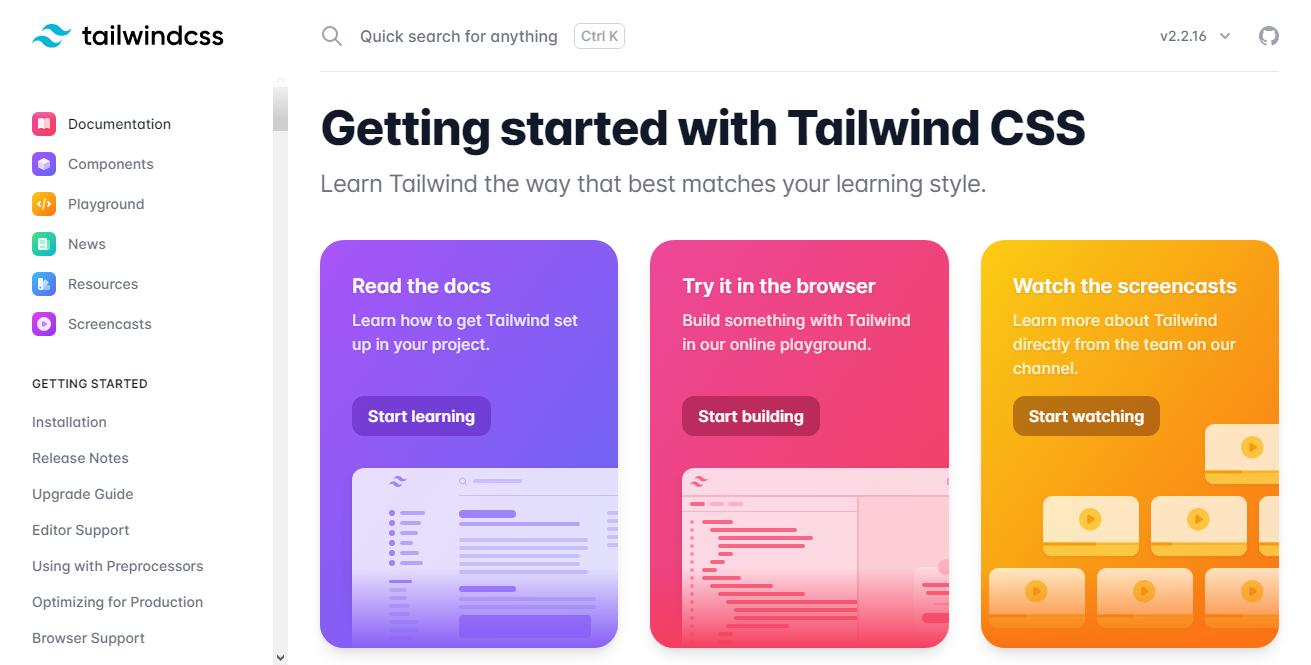 tailwindcss
Quick search for anything
Ctrl K
v2.2.16
Documentation
Components
Playground
News
Resources
Screencasts
GETTING STARTED
Installation
Release Notes
Upgrade Guide
Editor Support
Using with Preprocessors
Optimizing for Production
Browser Support
Getting started with Tailwind CSS
Learn Tailwind the way that best matches your learning style.
Read the docs
Learn how to get Tailwind set
up in your project.
Start learning
Try it in the browser
Build something with Tailwind
in our online playground.
Start building
Watch the screencasts
Learn more about Tailwind
directly from the team on our
channel.
Start watching